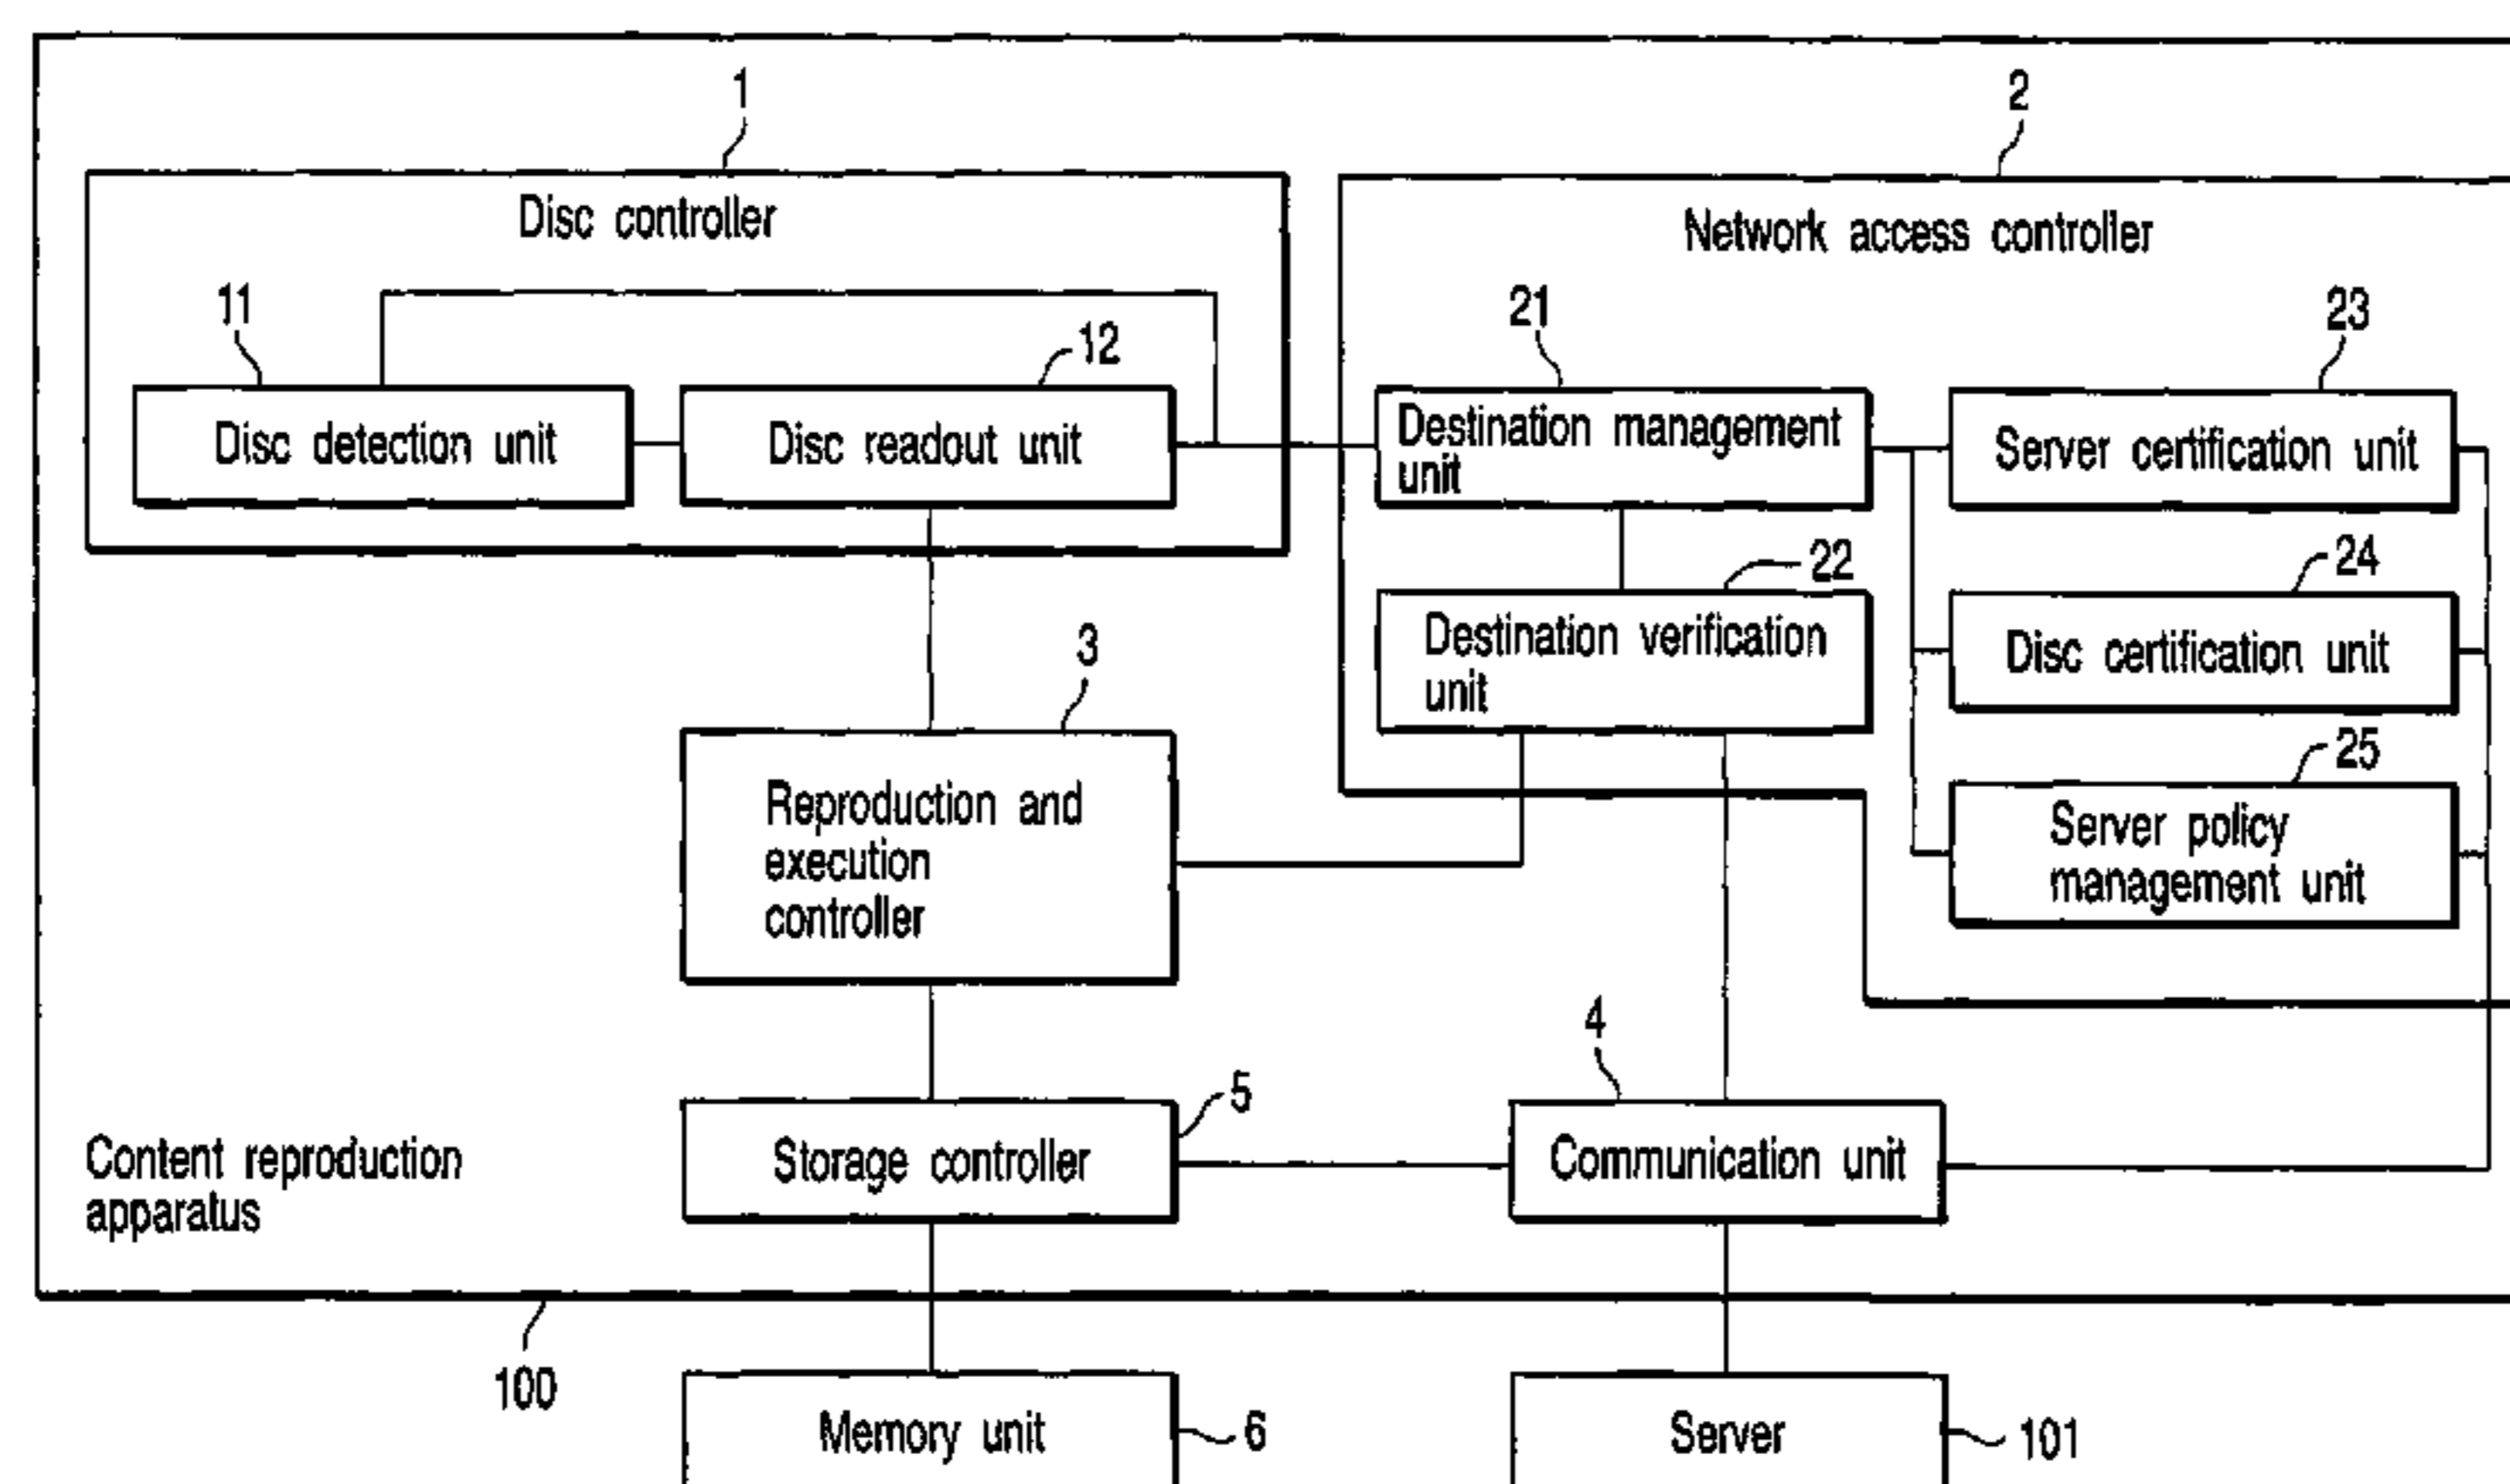 1
2
Disc controller
Network access controller
11
12
21
23
Disc detection unit
Disc readout unit
Destination management
unit
Server certification unit
22
24
Destination verification
unit
Disc certification unit
3
25
Reproduction and
execution
controller
Server policy
management unit
4
5
Storage controller
Communication unit
Content reproduction
apparatus
100
Memory unit
6
Server
101